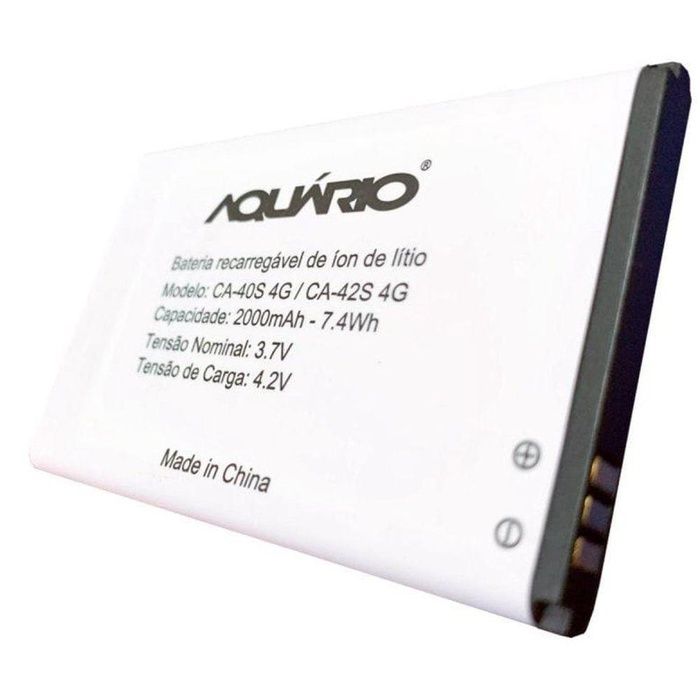 AQUÁRIO®
Bateria recarregável de íon de lítio
Modelo: CA-40S 4G / CA-42S 4G
Capacidade: 2000mAh - 7.4Wh
Tensão Nominal: 3.7V
Tensão de Carga: 4.2V
Made in China
+
-